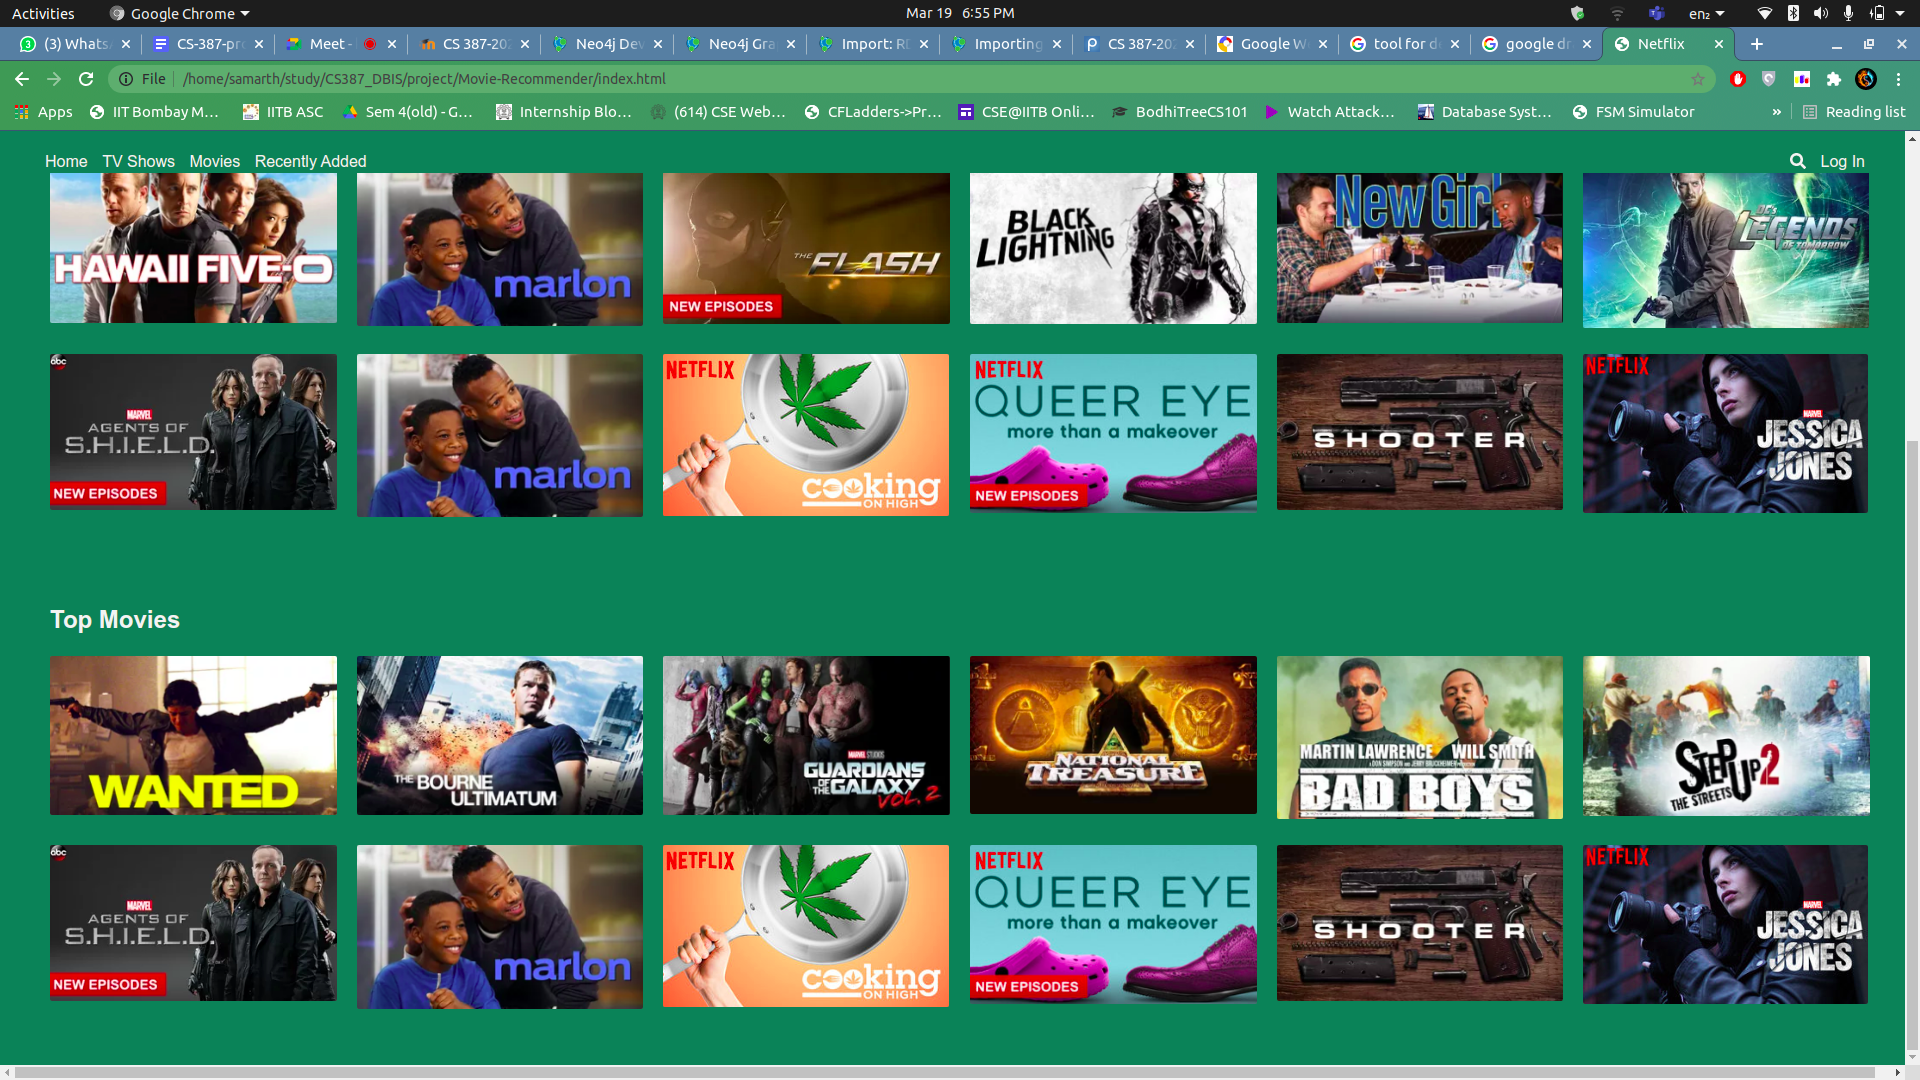 Activities Google Chrome Mar 19 6:55 PM en₂
(3) Whats CS-387-pr Meet - CS 387-20 Neo4j De Neo4j Gra Import: R Importing CS 387-20 Google W tool for d google dr Netflix
File /home/samarth/study/CS387_DBIS/project/Movie-Recommender/index.html
Apps IIT Bombay M... IITB ASC Sem 4(old) - G... Internship Blo... (614) CSE Web... CFLadders->Pr... CSE@IITB Onli... BodhiTreeCS101 Watch Attack... Database Syst... FSM Simulator » Reading list
Home TV Shows Movies Recently Added Log In
HAWAII FIVE-O
marlon
THE FLASH
NEW EPISODES
BLACK LIGHTNING
New Girl
DC's LEGENDS OF TOMORROW
abc
MARVEL
AGENTS OF
S.H.I.E.L.D.
NEW EPISODES
marlon
NETFLIX
cooking
ON HIGH
NETFLIX
QUEER EYE
more than a makeover
NEW EPISODES
SHOOTER
NETFLIX
MARVEL
JESSICA
JONES
Top Movies
WANTED
THE BOURNE
ULTIMATUM
MARVEL STUDIOS
GUARDIANS
OF THE GALAXY
VOL. 2
NATIONAL
TREASURE
MARTIN LAWRENCE WILL SMITH
A DON SIMPSON AND JERRY BRUCKHEIMER
BAD BOYS
STEP UP 2
THE STREETS
abc
MARVEL
AGENTS OF
S.H.I.E.L.D.
NEW EPISODES
marlon
NETFLIX
cooking
ON HIGH
NETFLIX
QUEER EYE
more than a makeover
NEW EPISODES
SHOOTER
NETFLIX
MARVEL
JESSICA
JONES